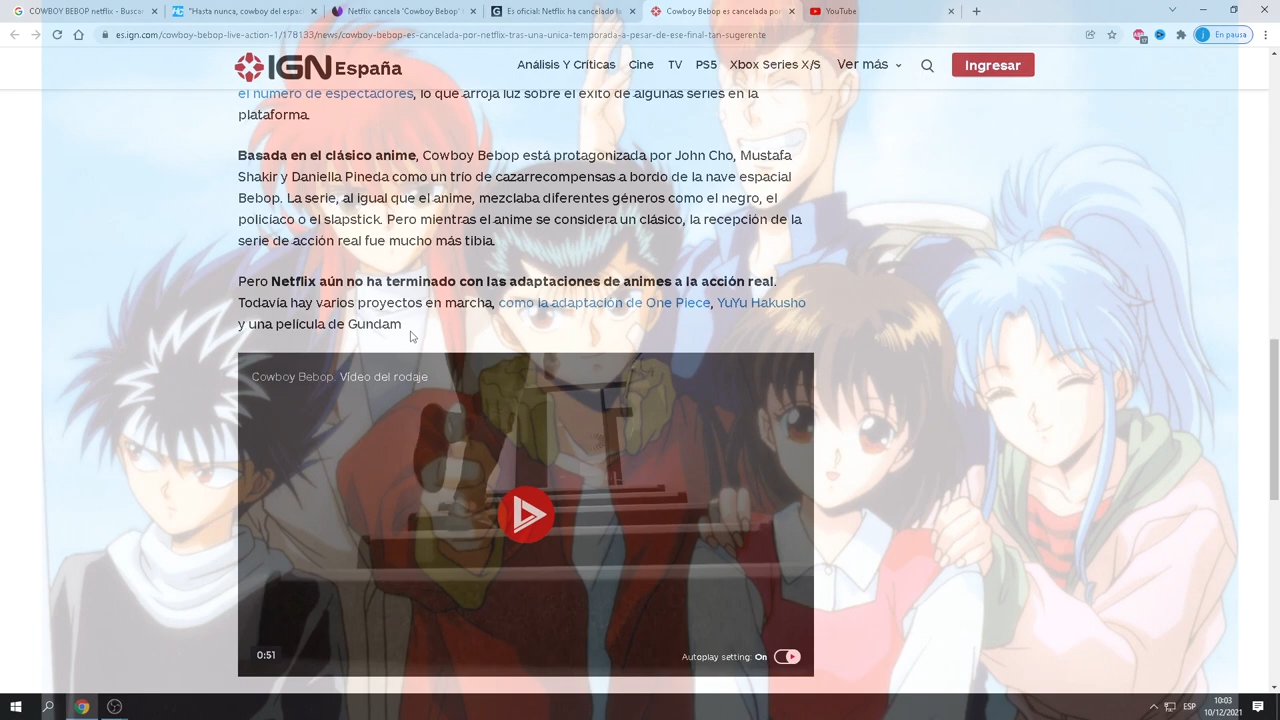 COWBOY BEBOP netflix - Busca
"Hasta nunca, cowboy del espac
Netflix cancela 'Cowboy Bebop'
Es oficial: Netflix ha cancelado
Cowboy Bebop es cancelada por
YouTube
es.ign.com/cowboy-bebop-live-action-1/178133/news/cowboy-bebop-es-cancelada-por-netflix-tras-una-unica-temporada-a-pesar-de-ese-final-tan-sugerente
En pausa
IGN España
Análisis Y Críticas Cine TV PS5 Xbox Series X/S Ver más
Ingresar
el número de espectadores, lo que arroja luz sobre el éxito de algunas series en la
plataforma.
Basada en el clásico anime, Cowboy Bebop está protagonizada por John Cho, Mustafa
Shakir y Daniella Pineda como un trío de cazarrecompensas a bordo de la nave espacial
Bebop. La serie, al igual que el anime, mezclaba diferentes géneros como el negro, el
policíaco o el slapstick. Pero mientras el anime se considera un clásico, la recepción de la
serie de acción real fue mucho más tibia.
Pero Netflix aún no ha terminado con las adaptaciones de animes a la acción real.
Todavía hay varios proyectos en marcha, como la adaptación de One Piece, YuYu Hakusho
y una película de Gundam
Cowboy Bebop. Vídeo del rodaje
0:51
Autoplay setting: On
ESP
10:03
10/12/2021